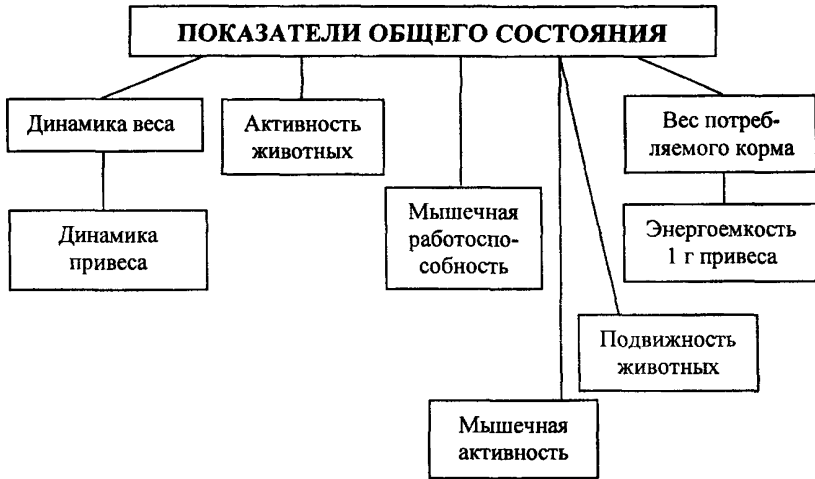 ПОКАЗАТЕЛИ ОБЩЕГО СОСТОЯНИЯ
Динамика веса
Активность
животных
Вес потреб-
ляемого корма
Динамика
привеса
Мышечная
работоспо-
собность
Энергоемкость
1 г привеса
Подвижность
животных
Мышечная
активность